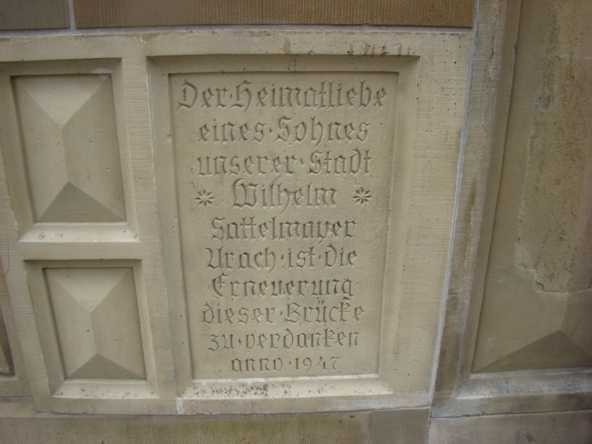 Der·Heimatliebe
eines·Sohnes
unserer·Stadt
* Wilhelm *
Sattelmayer
Urach·ist·die
Erneuerung
dieser·Brücke
zu·verdanken
anno·1947